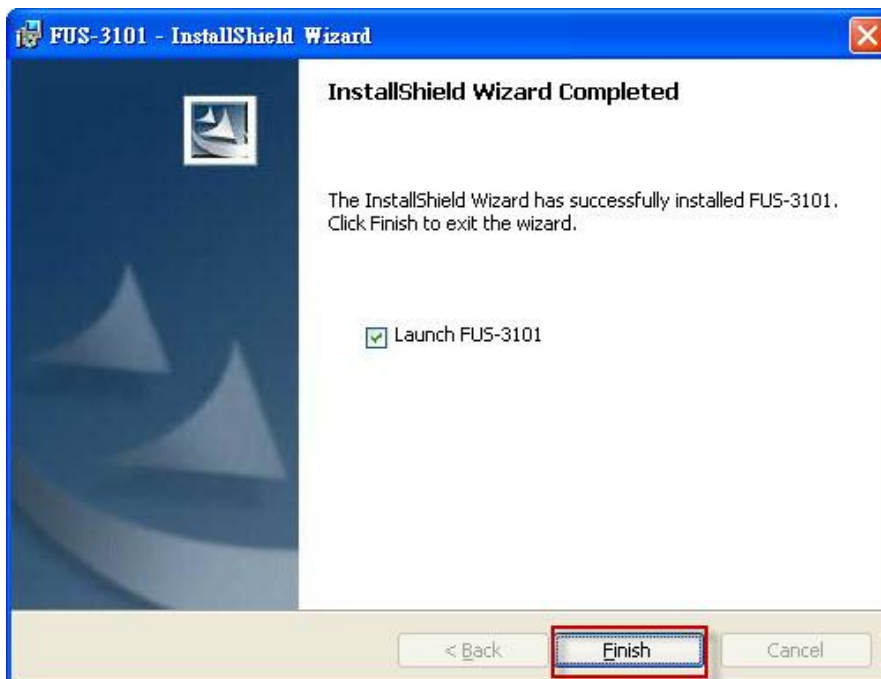 FUS-3101 - InstallShield Wizard
InstallShield Wizard Completed
The InstallShield Wizard has successfully installed FUS-3101.
Click Finish to exit the wizard.
Launch FUS-3101
< Back
Finish
Cancel